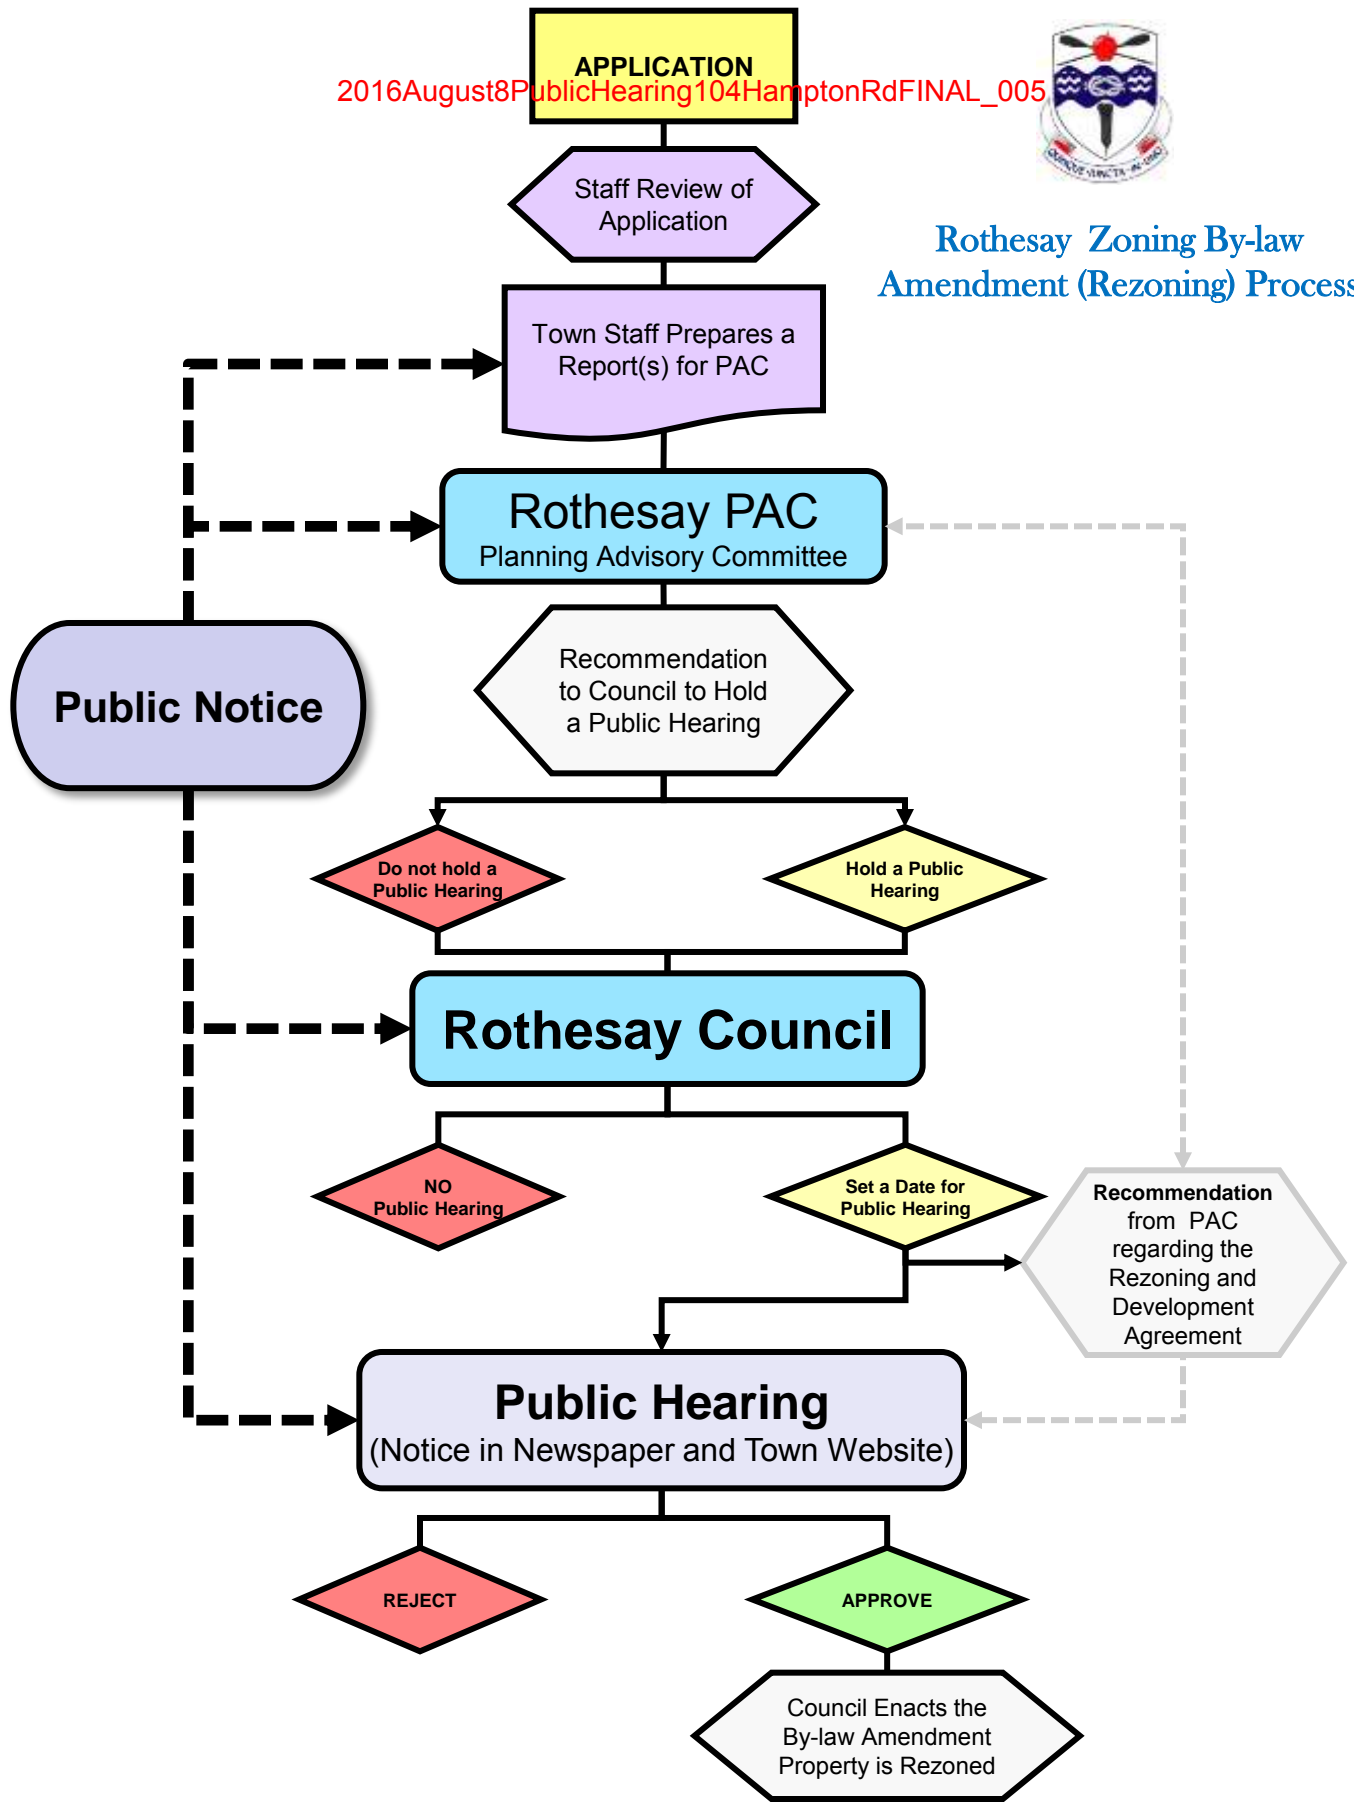 APPLICATION
2016August8PublicHearing104HamptonRdFINAL_005
Staff Review of
Application
Rothesay Zoning By-law
Amendment (Rezoning) Process
Town Staff Prepares a
Report(s) for PAC
Rothesay PAC
Planning Advisory Committee
Recommendation
to Council to Hold
a Public Hearing
Public Notice
Do not hold a
Public Hearing
Hold a Public
Hearing
Rothesay Council
NO
Public Hearing
Set a Date for
Public Hearing
Recommendation
from PAC
regarding the
Rezoning and
Development
Agreement
Public Hearing
(Notice in Newspaper and Town Website)
REJECT
APPROVE
Council Enacts the
By-law Amendment
Property is Rezoned